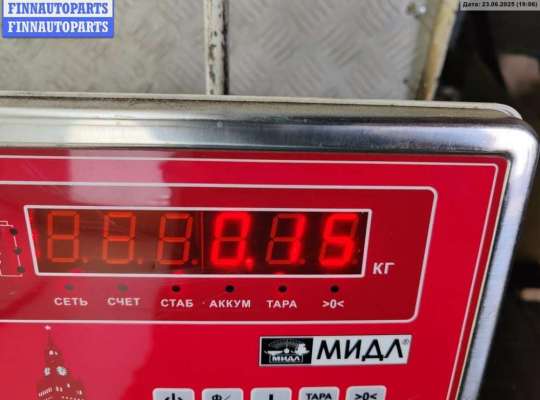 FINNAUTOPARTS
FINNAUTOPARTS
Дата: 23.06.2025 (19:06)
0.15
КГ
СЕТЬ СЧЕТ СТАБ АККУМ ТАРА >0<
МИДЛ
МИДЛ®
ТАРА >0<